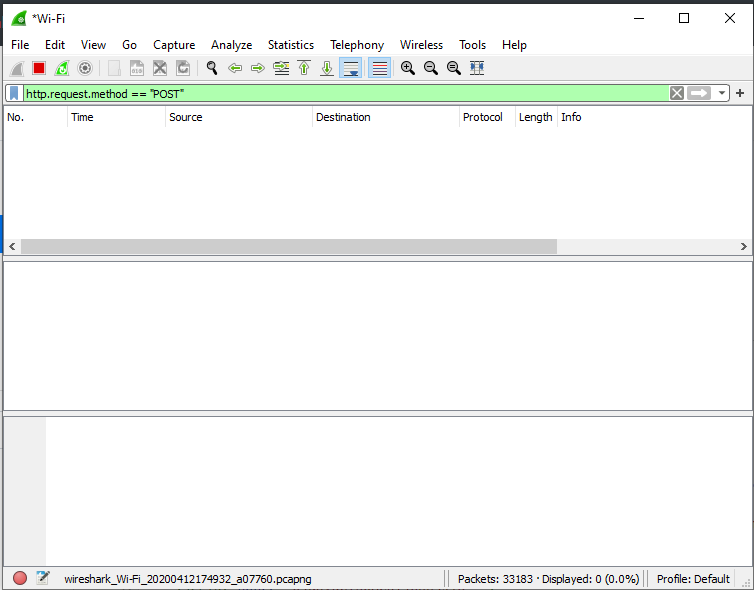 *Wi-Fi
File Edit View Go Capture Analyze Statistics Telephony Wireless Tools Help
http.request.method == "POST"
No. Time Source Destination Protocol Length Info
wireshark_Wi-Fi_20200412174932_a07760.pcapng Packets: 33183 · Displayed: 0 (0.0%) Profile: Default